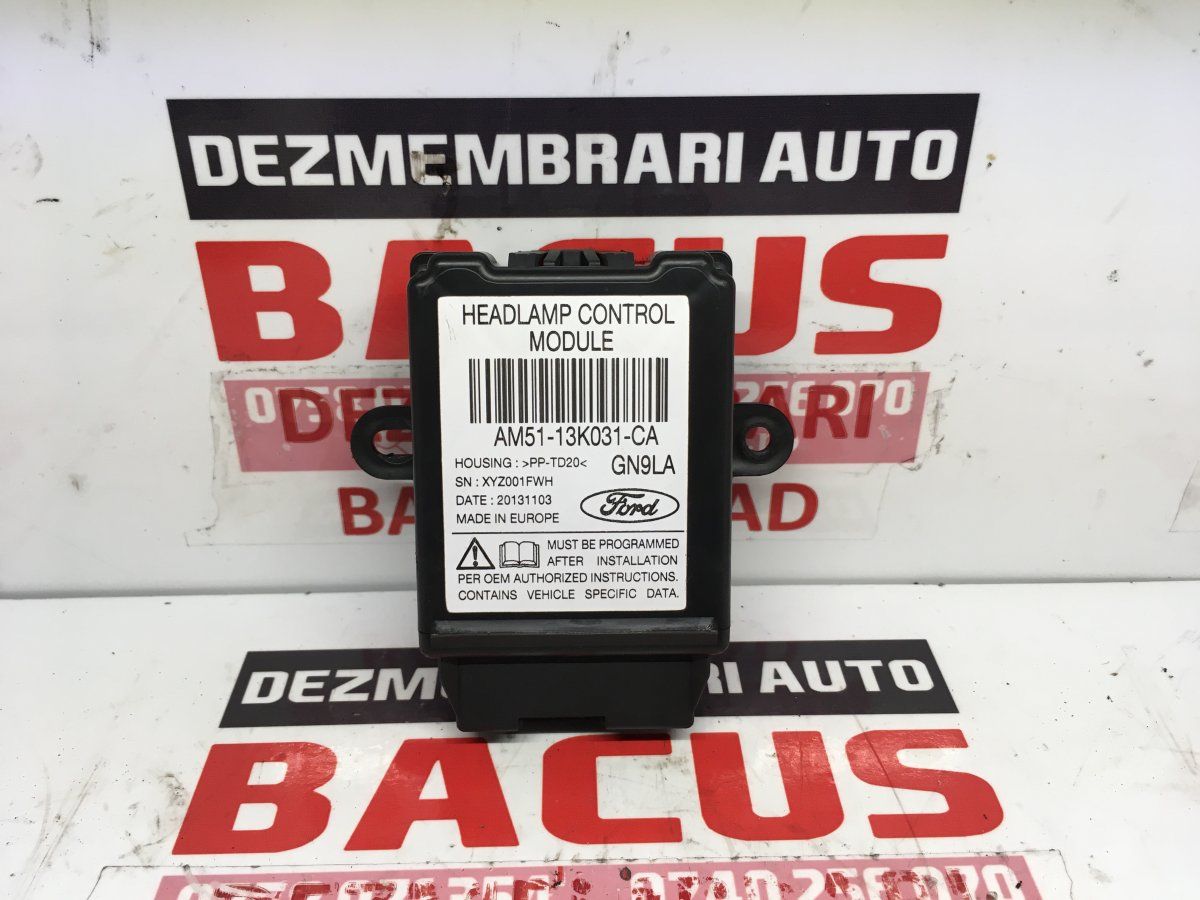 DEZMEMBRARI AUTO
BACUS
HEADLAMP CONTROL
MODULE
AM51-13K031-CA
HOUSING : >PP-TD20< GN9LA
SN : XYZ001FWH
DATE : 20131103
Ford
MADE IN EUROPE
MUST BE PROGRAMMED
AFTER INSTALLATION
PER OEM AUTHORIZED INSTRUCTIONS.
CONTAINS VEHICLE SPECIFIC DATA.
DEZMEMBRARI AUTO
BACUS